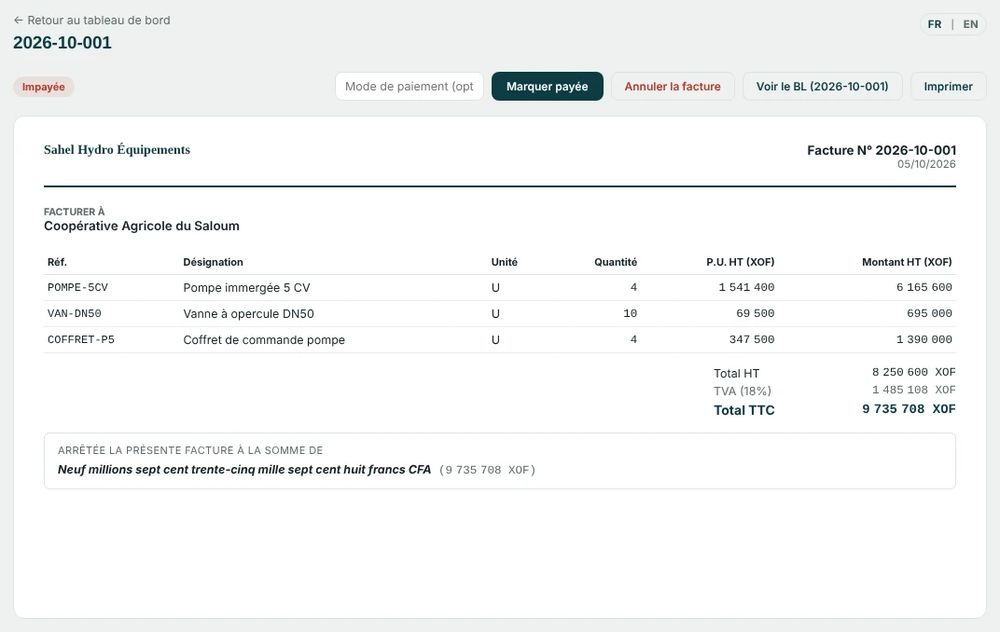 ← Retour au tableau de bord
FR | EN
2026-10-001
Impayée
Mode de paiement (opt
Marquer payée
Annuler la facture
Voir le BL (2026-10-001)
Imprimer
Sahel Hydro Équipements
Facture N° 2026-10-001
05/10/2026
FACTURER À
Coopérative Agricole du Saloum
Réf. Désignation Unité Quantité P.U. HT (XOF) Montant HT (XOF)
POMPE-5CV Pompe immergée 5 CV U 4 1 541 400 6 165 600
VAN-DN50 Vanne à opercule DN50 U 10 69 500 695 000
COFFRET-P5 Coffret de commande pompe U 4 347 500 1 390 000
Total HT 8 250 600 XOF
TVA (18%) 1 485 108 XOF
Total TTC 9 735 708 XOF
ARRÊTÉE LA PRÉSENTE FACTURE À LA SOMME DE
Neuf millions sept cent trente-cinq mille sept cent huit francs CFA (9 735 708 XOF)